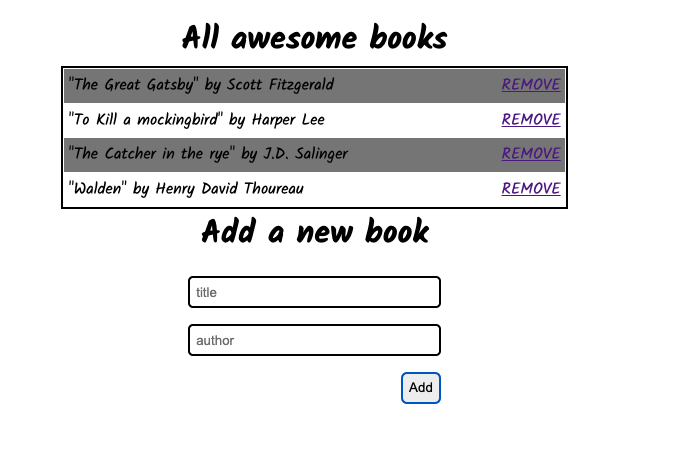 All awesome books
"The Great Gatsby" by Scott Fitzgerald REMOVE
"To Kill a mockingbird" by Harper Lee REMOVE
"The Catcher in the rye" by J.D. Salinger REMOVE
"Walden" by Henry David Thoureau REMOVE
Add a new book
title
author
Add